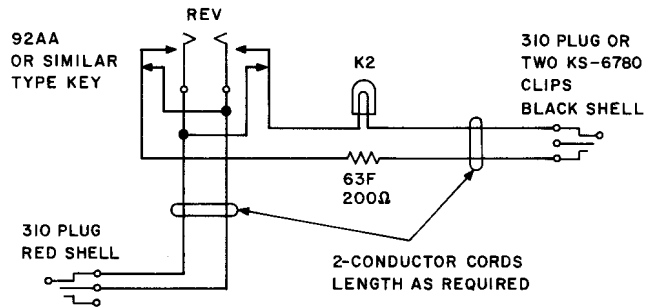 REV
92AA
OR SIMILAR
TYPE KEY
K2
310 PLUG OR
TWO KS-6780
CLIPS
BLACK SHELL
63F
200Ω
310 PLUG
RED SHELL
2-CONDUCTOR CORDS
LENGTH AS REQUIRED